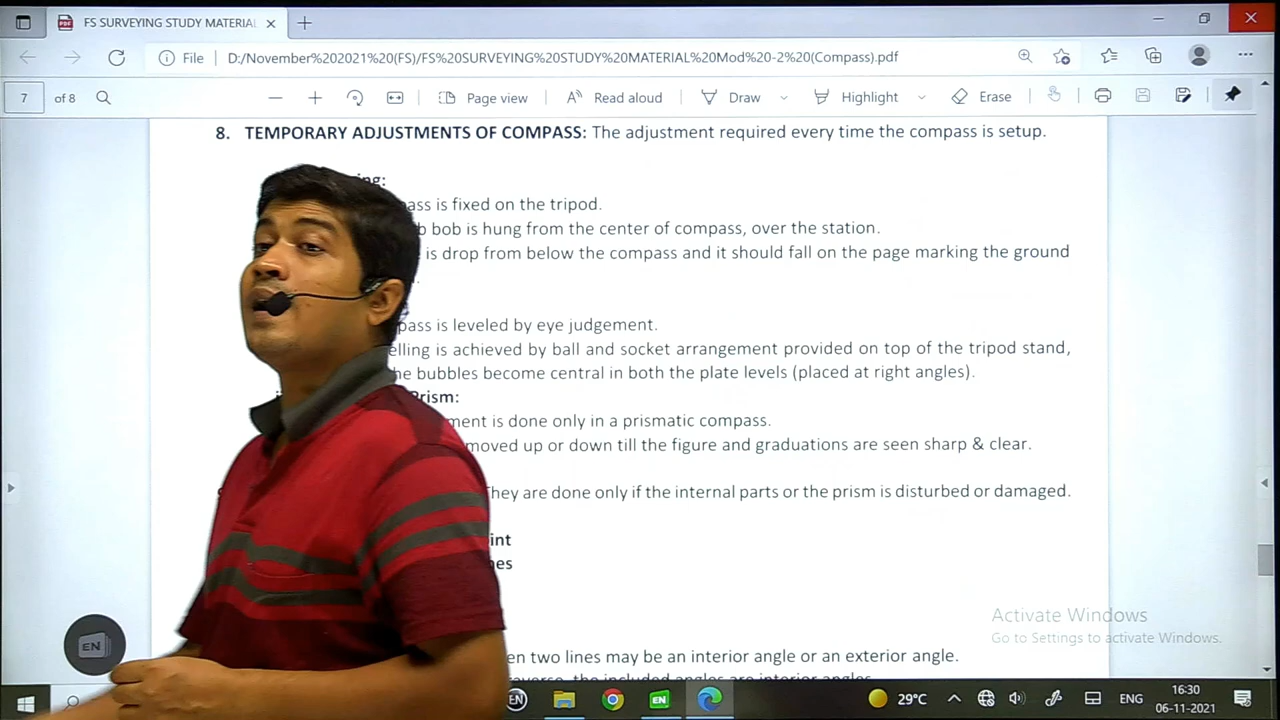 FS SURVEYING STUDY MATERIAL
File D:/November%202021%20(FS)/FS%20SURVEYING%20STUDY%20MATERIAL%20Mod%20-2%20(Compass).pdf
7 of 8 Page view Read aloud Draw Highlight Erase
8. TEMPORARY ADJUSTMENTS OF COMPASS: The adjustment required every time the compass is setup.
is fixed on the tripod.
bob is hung from the center of compass, over the station.
is drop from below the compass and it should fall on the page marking the ground
is leveled by eye judgement.
is achieved by ball and socket arrangement provided on top of the tripod stand,
bubbles become central in both the plate levels (placed at right angles).
Prism:
is done only in a prismatic compass.
moved up or down till the figure and graduations are seen sharp & clear.
They are done only if the internal parts or the prism is disturbed or damaged.
Activate Windows
Go to Settings to activate Windows.
EN
two lines may be an interior angle or an exterior angle.
the included angles are interior angles
EN EN 29°C ENG 16:30
06-11-2021